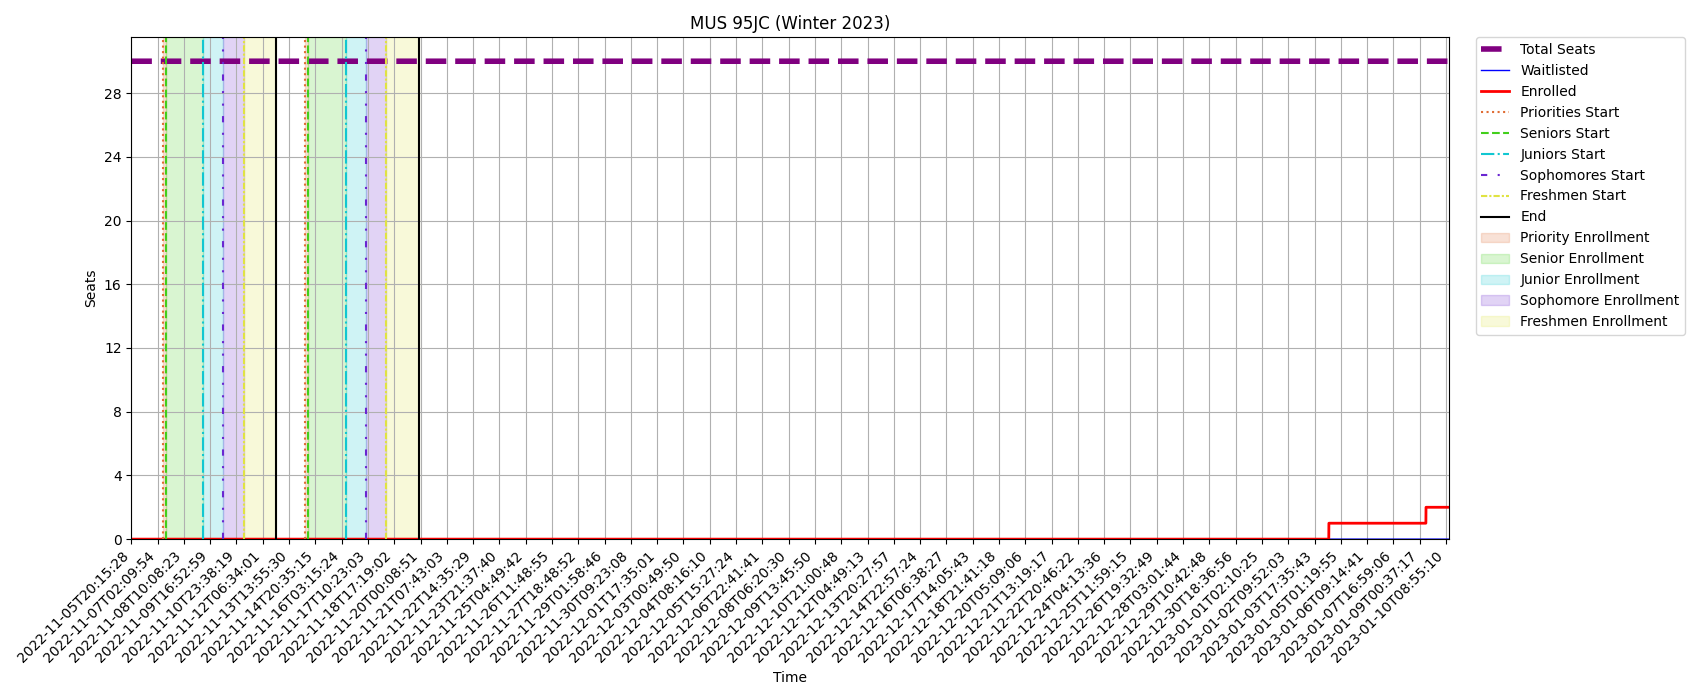 MUS 95JC (Winter 2023)
Total Seats
Waitlisted
Enrolled
Priorities Start
Seniors Start
Juniors Start
Sophomores Start
Freshmen Start
End
Priority Enrollment
Senior Enrollment
Junior Enrollment
Sophomore Enrollment
Freshmen Enrollment
Seats
28
24
20
16
12
8
4
0
2022-11-05T20:15:28
2022-11-07T02:09:54
2022-11-08T10:08:23
2022-11-09T16:52:59
2022-11-10T23:38:19
2022-11-12T06:34:01
2022-11-13T13:55:30
2022-11-14T20:35:15
2022-11-16T03:15:24
2022-11-17T10:23:03
2022-11-18T17:19:02
2022-11-20T00:08:51
2022-11-21T07:43:03
2022-11-22T14:35:29
2022-11-23T21:37:40
2022-11-25T04:49:42
2022-11-26T11:48:55
2022-11-27T18:48:52
2022-11-29T01:58:46
2022-11-30T09:23:08
2022-12-01T17:35:01
2022-12-03T00:49:50
2022-12-04T08:16:10
2022-12-05T15:27:24
2022-12-06T22:41:41
2022-12-08T06:20:30
2022-12-09T13:45:50
2022-12-10T21:00:48
2022-12-12T04:49:13
2022-12-13T20:27:57
2022-12-14T22:57:24
2022-12-16T06:38:27
2022-12-17T14:05:43
2022-12-18T21:41:18
2022-12-20T05:09:06
2022-12-21T13:19:17
2022-12-22T20:46:22
2022-12-24T04:13:36
2022-12-25T11:59:15
2022-12-26T19:32:49
2022-12-28T03:01:44
2022-12-29T10:42:48
2022-12-30T18:36:56
2023-01-01T02:10:25
2023-01-02T09:52:03
2023-01-03T17:35:43
2023-01-05T01:19:55
2023-01-06T09:14:41
2023-01-07T16:59:06
2023-01-09T00:37:17
2023-01-10T08:55:10
Time